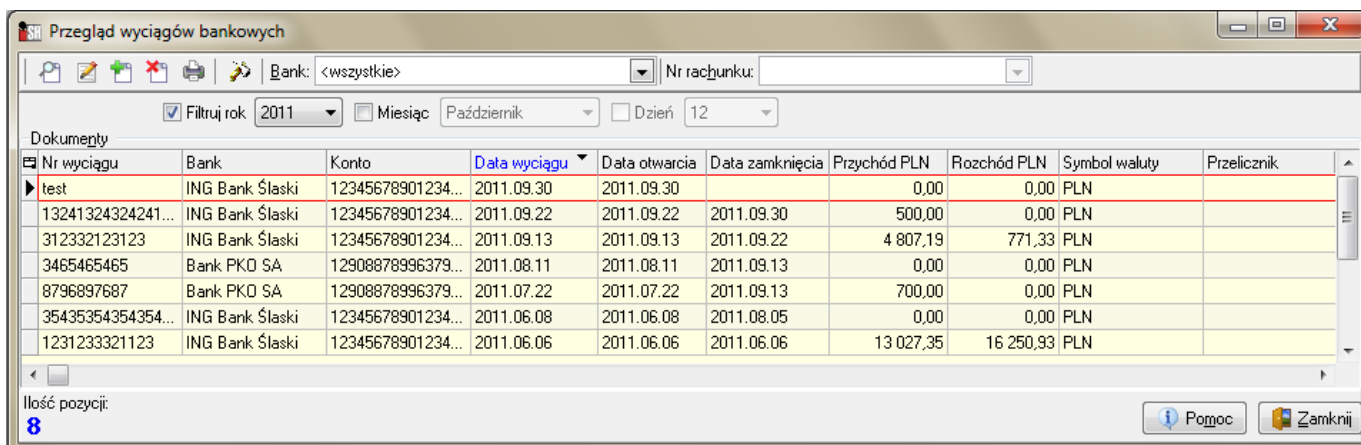 Przegląd wyciągów bankowych
Bank: <wszystkie> Nr rachunku:
Filtruj rok 2011 Miesiąc Październik Dzień 12
Dokumenty
Nr wyciągu Bank Konto Data wyciągu Data otwarcia Data zamknięcia Przychód PLN Rozchód PLN Symbol waluty Przelicznik
test ING Bank Ślaski 12345678901234... 2011.09.30 2011.09.30 0,00 0,00 PLN
13241324324241... ING Bank Ślaski 12345678901234... 2011.09.22 2011.09.22 2011.09.30 500,00 0,00 PLN
312332123123 ING Bank Ślaski 12345678901234... 2011.09.13 2011.09.13 2011.09.22 4 807,19 771,33 PLN
3465465465 Bank PKO SA 12908878996379... 2011.08.11 2011.08.11 2011.09.13 0,00 0,00 PLN
8796897687 Bank PKO SA 12908878996379... 2011.07.22 2011.07.22 2011.09.13 700,00 0,00 PLN
35435354354354... ING Bank Ślaski 12345678901234... 2011.06.08 2011.06.08 2011.08.05 0,00 0,00 PLN
1231233321123 ING Bank Ślaski 12345678901234... 2011.06.06 2011.06.06 2011.06.06 13 027,35 16 250,93 PLN
Ilość pozycji:
8
Pomoc Zamknij